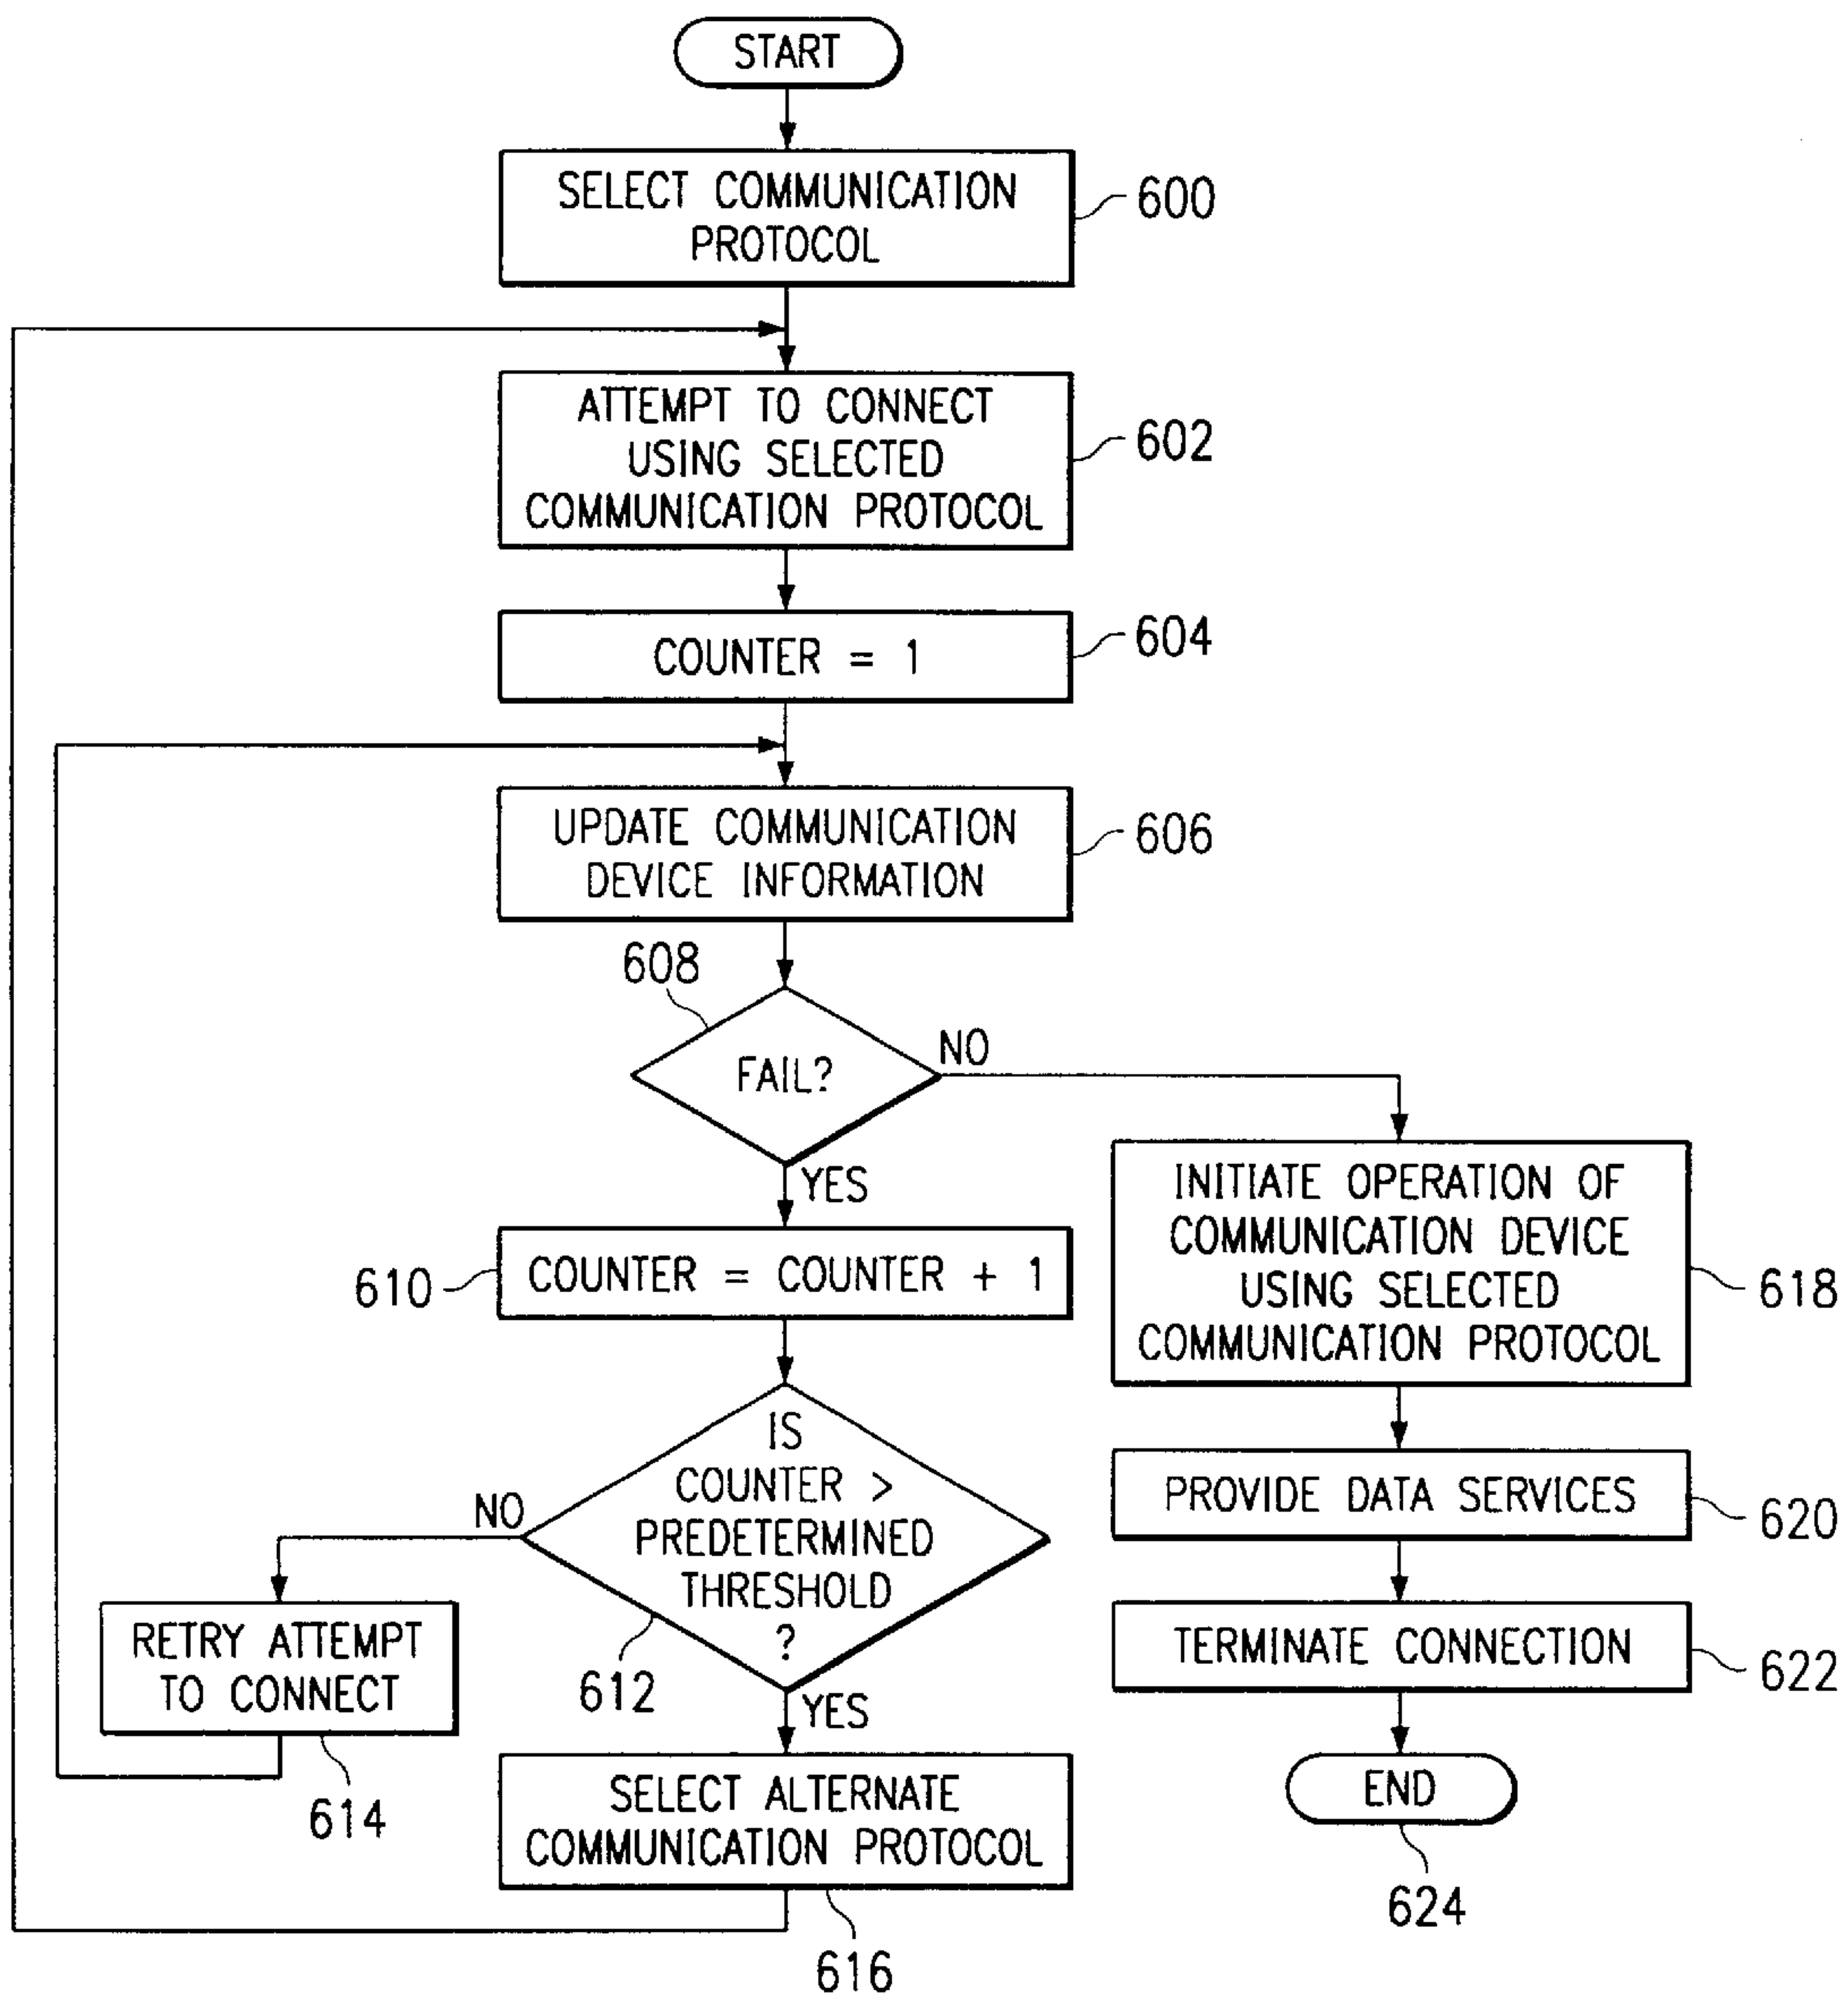 START
SELECT COMMUNICATION
PROTOCOL
600
ATTEMPT TO CONNECT
USING SELECTED
COMMUNICATION PROTOCOL
602
COUNTER = 1
604
UPDATE COMMUNICATION
DEVICE INFORMATION
606
608
FAIL?
NO
YES
COUNTER = COUNTER + 1
610
IS
COUNTER >
PREDETERMINED
THRESHOLD
?
612
NO
RETRY ATTEMPT
TO CONNECT
614
YES
SELECT ALTERNATE
COMMUNICATION PROTOCOL
616
INITIATE OPERATION OF
COMMUNICATION DEVICE
USING SELECTED
COMMUNICATION PROTOCOL
618
PROVIDE DATA SERVICES
620
TERMINATE CONNECTION
622
END
624